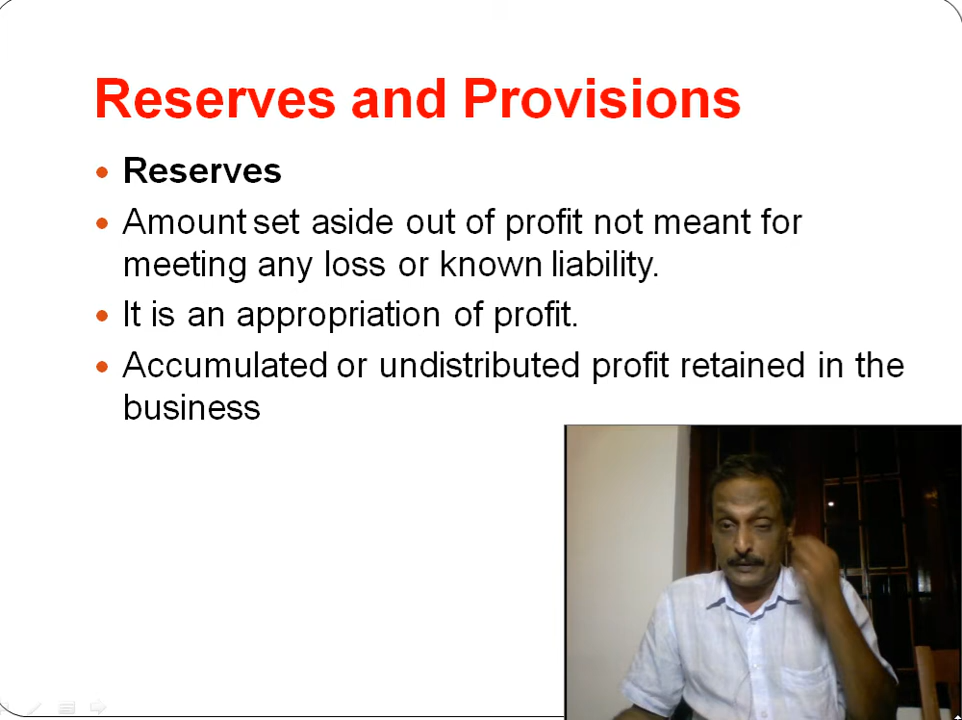 Reserves and Provisions
Reserves
Amount set aside out of profit not meant for
meeting any loss or known liability.
It is an appropriation of profit.
Accumulated or undistributed profit retained in the
business